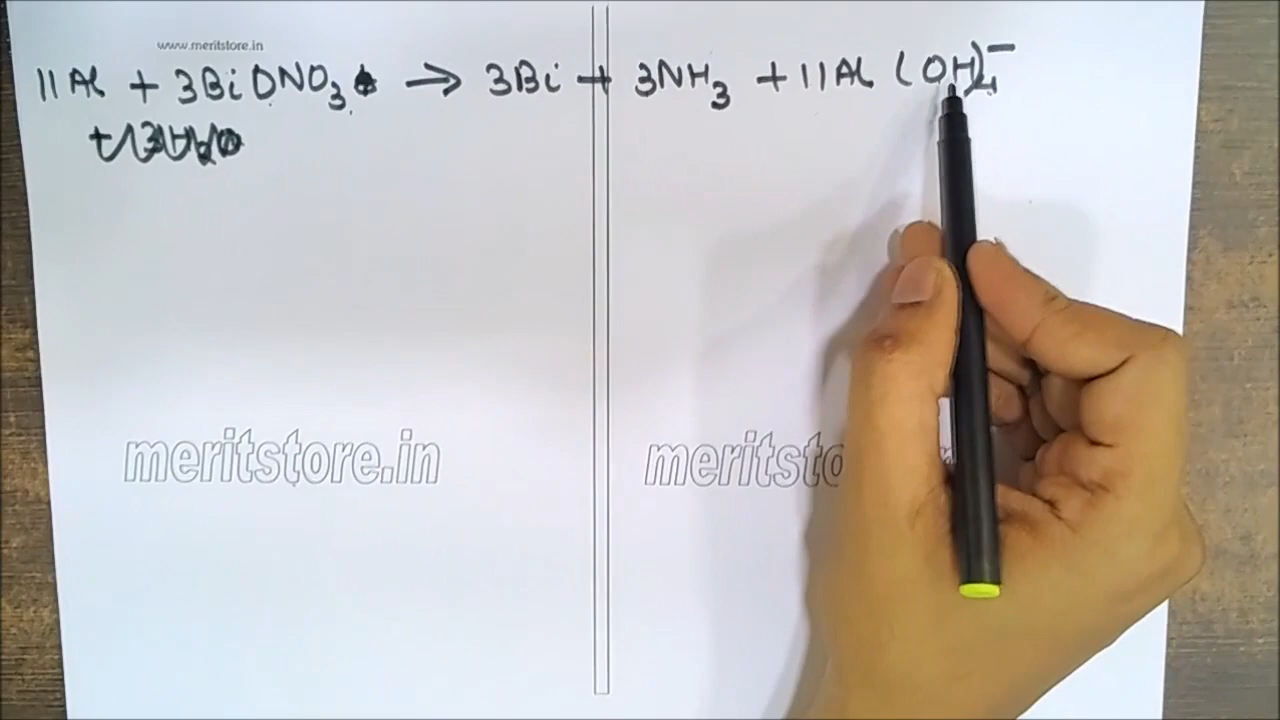 www.meritstore.in
11Al + 3BiONO3 → 3Bi + 3NH3 + 11Al(OH)4⁻
meritstore.in meritsto